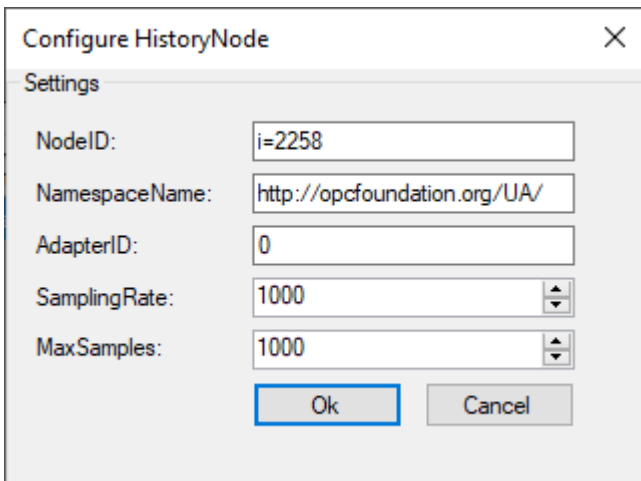 Configure HistoryNode
Settings
NodeID: i=2258
NamespaceName: http://opcfoundation.org/UA/
AdapterID: 0
SamplingRate: 1000
MaxSamples: 1000
Ok Cancel